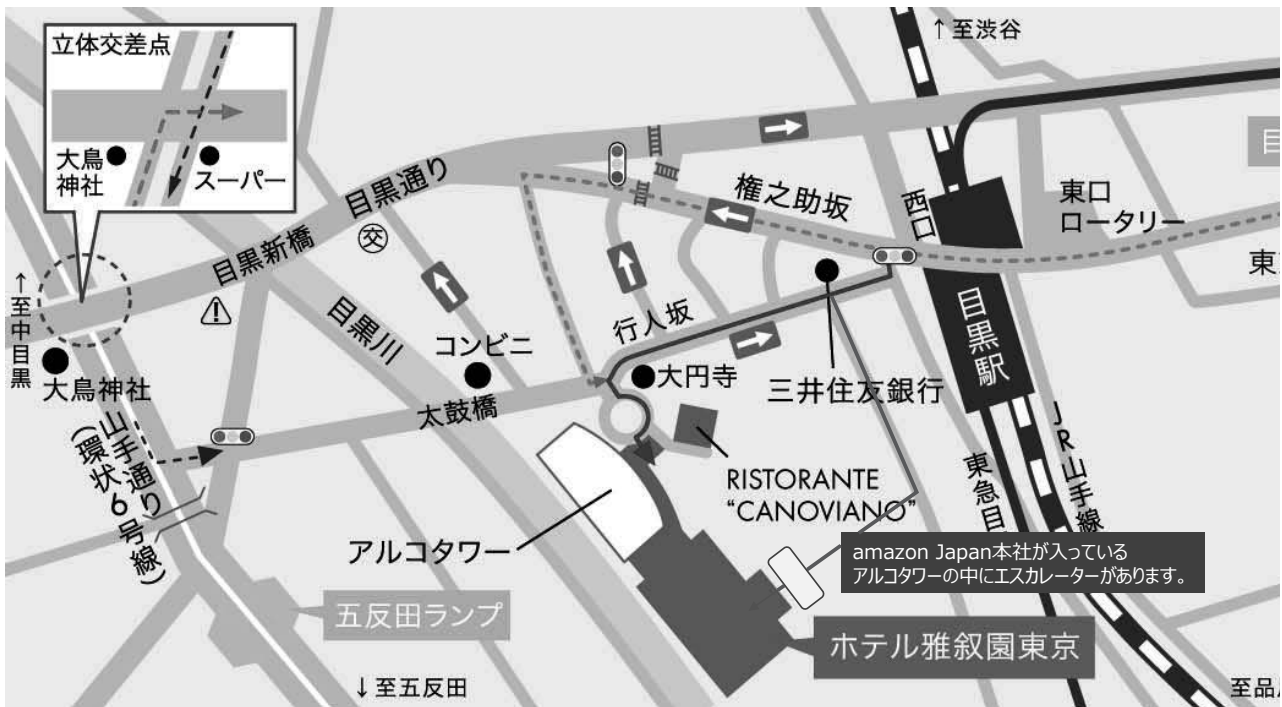 立体交差点
大鳥
神社
スーパー
↑至渋谷
目黒通り
権之助坂
西口
東口
ロータリー
目黒新橋
交
↑至中目黒
目黒川
行人坂
目黒駅
コンビニ
大円寺
三井住友銀行
大鳥神社
太鼓橋
山手通り
(環状6号線)
RISTORANTE
“CANOVIANO”
東急目
JR山手線
アルコタワー
amazon Japan本社が入っている
アルコタワーの中にエスカレーターがあります。
五反田ランプ
ホテル雅叙園東京
↓至五反田